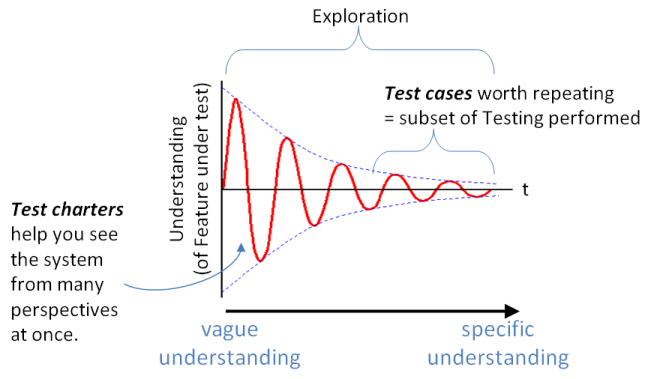 Exploration
Test cases worth repeating
= subset of Testing performed
Understanding
(of Feature under test)
t
Test charters
help you see
the system
from many
perspectives
at once.
vague
understanding
specific
understanding